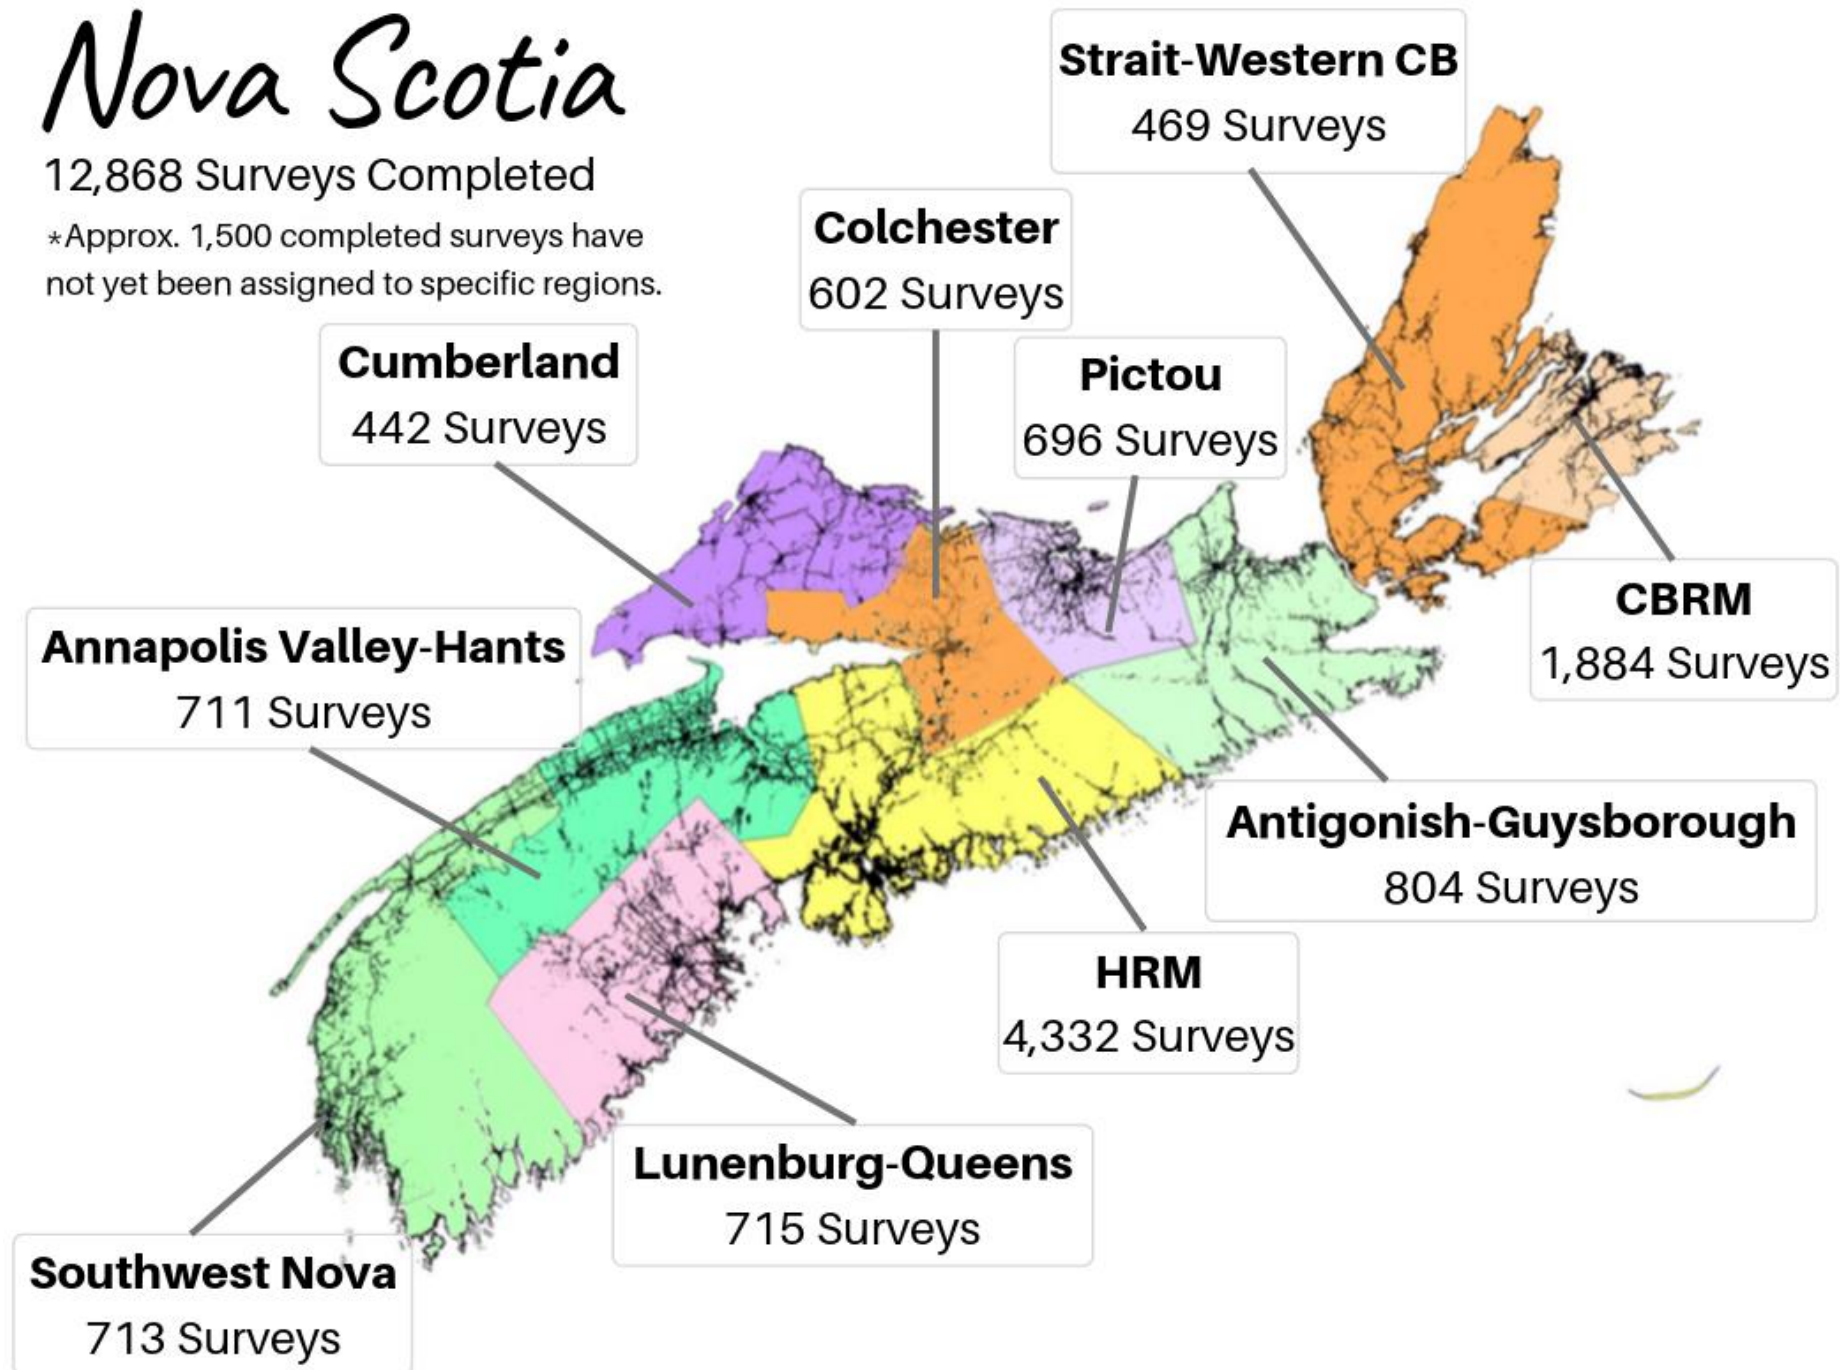 Nova Scotia
12,868 Surveys Completed
*Approx. 1,500 completed surveys have
not yet been assigned to specific regions.
Strait-Western CB
469 Surveys
Colchester
602 Surveys
Cumberland
442 Surveys
Pictou
696 Surveys
CBRM
1,884 Surveys
Annapolis Valley-Hants
711 Surveys
Antigonish-Guysborough
804 Surveys
HRM
4,332 Surveys
Lunenburg-Queens
715 Surveys
Southwest Nova
713 Surveys